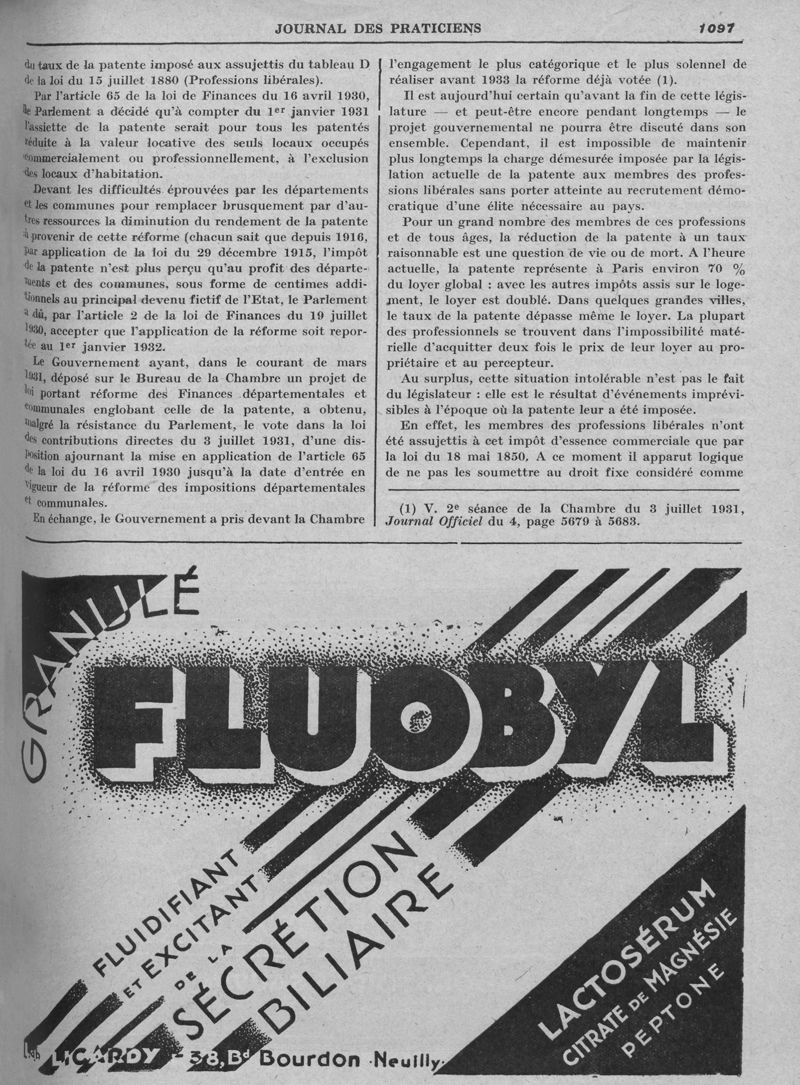 JOURNAL DES PRATICIENS
1097
du taux de la patente imposé aux assujettis du tableau D
de la loi du 15 juillet 1880 (Professions libérales).
Par l'article 65 de la loi de Finances du 16 avril 1930,
le Parlement a décidé qu'à compter du 1er janvier 1931
l'assiette de la patente serait pour tous les patentés
réduite à la valeur locative des seuls locaux occupés
commercialement ou professionnellement, à l'exclusion
des locaux d'habitation.
Devant les difficultés éprouvées par les départements
et les communes pour remplacer brusquement par d'au-
tres ressources la diminution du rendement de la patente
à provenir de cette réforme (chacun sait que depuis 1916,
par application de la loi du 29 décembre 1915, l'impôt
de la patente n'est plus perçu qu'au profit des départe-
ments et des communes, sous forme de centimes addi-
tionnels au principal devenu fictif de l'Etat, le Parlement
a dû, par l'article 2 de la loi de Finances du 19 juillet
1930, accepter que l'application de la réforme soit repor-
tée au 1er janvier 1932.
Le Gouvernement ayant, dans le courant de mars
1931, déposé sur le Bureau de la Chambre un projet de
loi portant réforme des Finances départementales et
communales englobant celle de la patente, a obtenu,
malgré la résistance du Parlement, le vote dans la loi
des contributions directes du 3 juillet 1931, d'une dis-
position ajournant la mise en application de l'article 65
de la loi du 16 avril 1930 jusqu'à la date d'entrée en
vigueur de la réforme des impositions départementales
et communales.
En échange, le Gouvernement a pris devant la Chambre
l'engagement le plus catégorique et le plus solennel de
réaliser avant 1933 la réforme déjà votée (1).
Il est aujourd'hui certain qu'avant la fin de cette légis-
lature — et peut-être encore pendant longtemps — le
projet gouvernemental ne pourra être discuté dans son
ensemble. Cependant, il est impossible de maintenir
plus longtemps la charge démesurée imposée par la légis-
lation actuelle de la patente aux membres des profes-
sions libérales sans porter atteinte au recrutement démo-
cratique d'une élite nécessaire au pays.
Pour un grand nombre des membres de ces professions
et de tous âges, la réduction de la patente à un taux
raisonnable est une question de vie ou de mort. A l'heure
actuelle, la patente représente à Paris environ 70 %
du loyer global : avec les autres impôts assis sur le loge-
ment, le loyer est doublé. Dans quelques grandes villes,
le taux de la patente dépasse même le loyer. La plupart
des professionnels se trouvent dans l'impossibilité maté-
rielle d'acquitter deux fois le prix de leur loyer au pro-
priétaire et au percepteur.
Au surplus, cette situation intolérable n'est pas le fait
du législateur : elle est le résultat d'événements imprévi-
sibles à l'époque où la patente leur a été imposée.
En effet, les membres des professions libérales n'ont
été assujettis à cet impôt d'essence commerciale que par
la loi du 18 mai 1850. A ce moment il apparut logique
de ne pas les soumettre au droit fixe considéré comme
(1) V. 2e séance de la Chambre du 3 juillet 1931,
Journal Officiel du 4, page 5679 à 5683.
GRANULÉ
FLUOBYL
FLUIDIFIANT
ET EXCITANT
DE LA
SÉCRÉTION
BILIAIRE
LACTOSÉRUM
CITRATE DE MAGNÉSIE
PEPTONE
Lab LICARDY - 38, Bd Bourdon - Neuilly